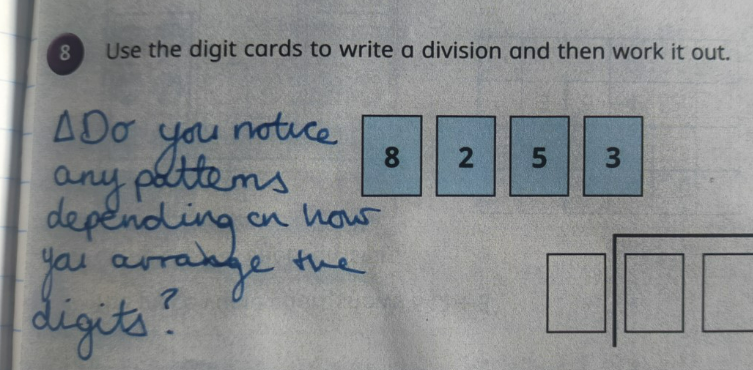 8 Use the digit cards to write a division and then work it out.
△Do you notice
any patterns
depending on how
you arrange the
digits?
8 2 5 3